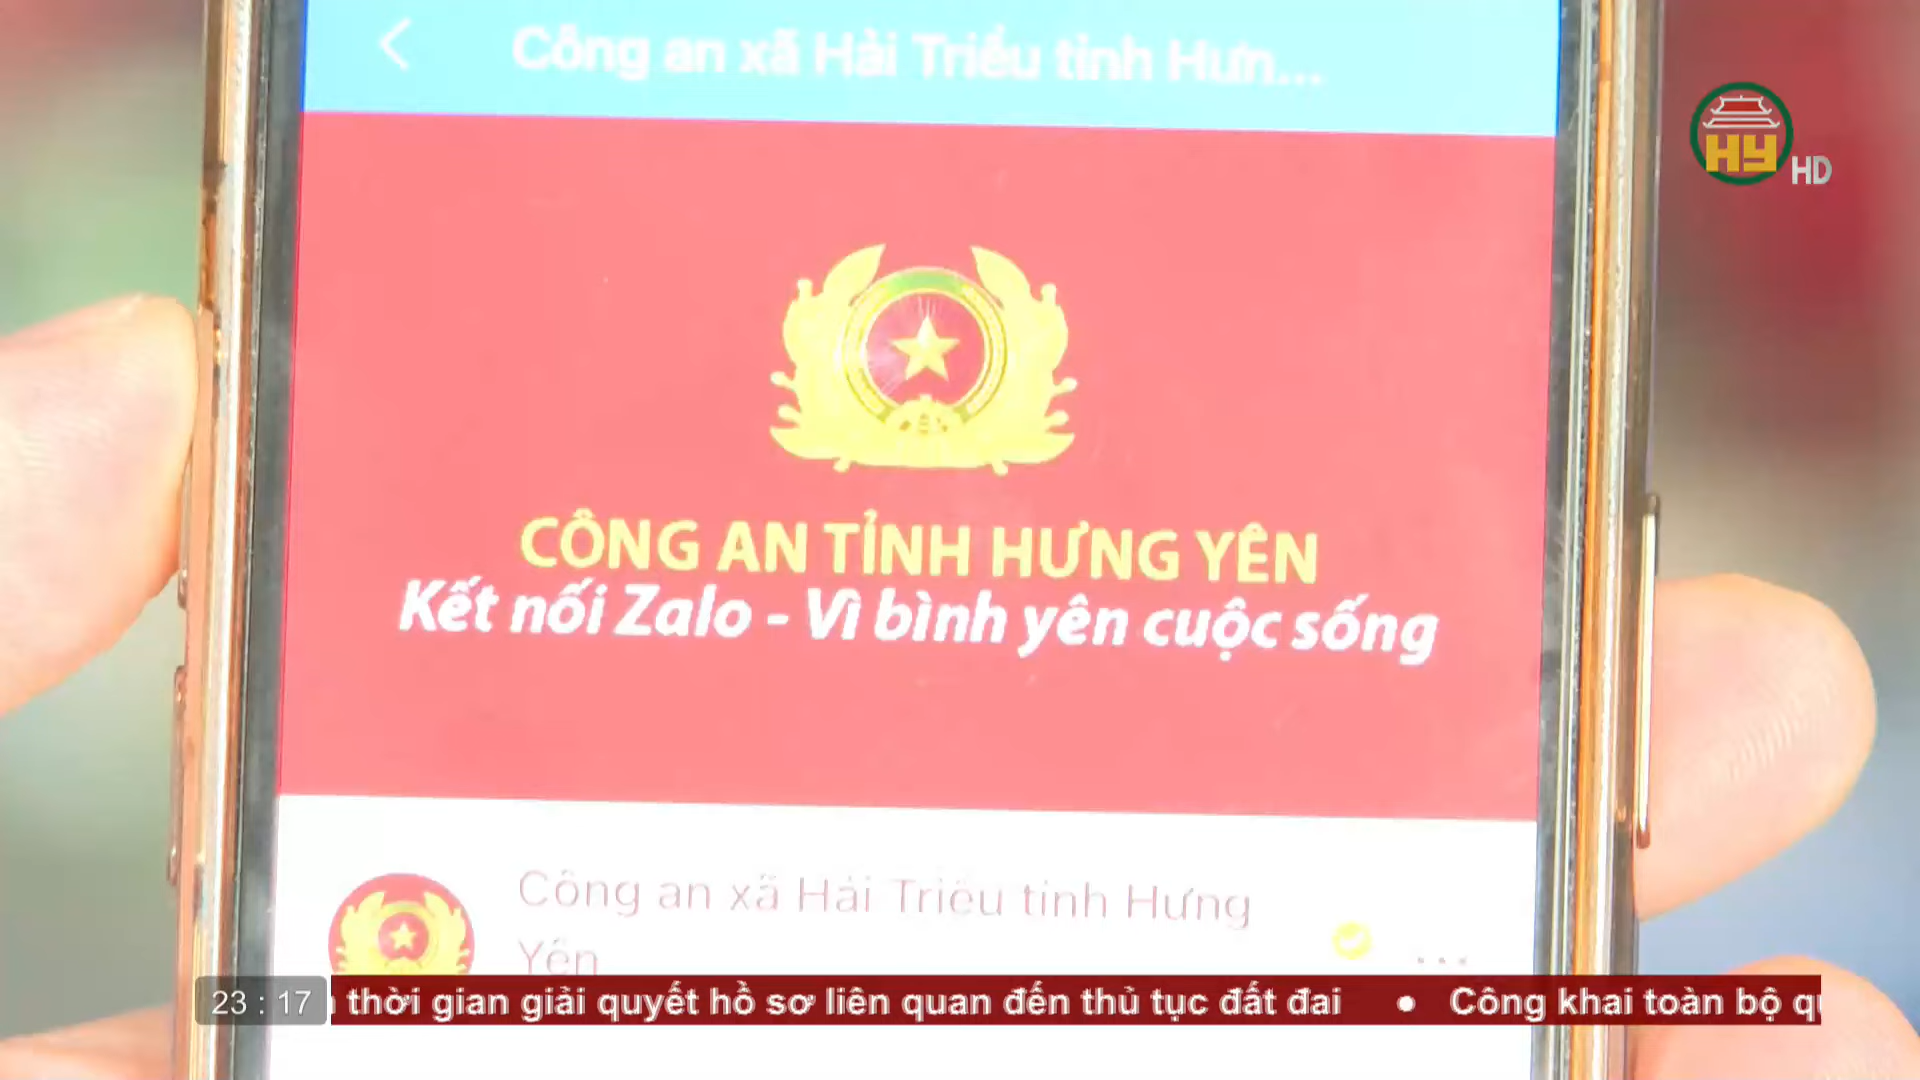 Công an xã Hải Triều tỉnh Hưn...
HY HD
CÔNG AN TỈNH HƯNG YÊN
Kết nối Zalo - Vì bình yên cuộc sống
Công an xã Hải Triều tỉnh Hưng
Yên
23 : 17 thời gian giải quyết hồ sơ liên quan đến thủ tục đất đai • Công khai toàn bộ